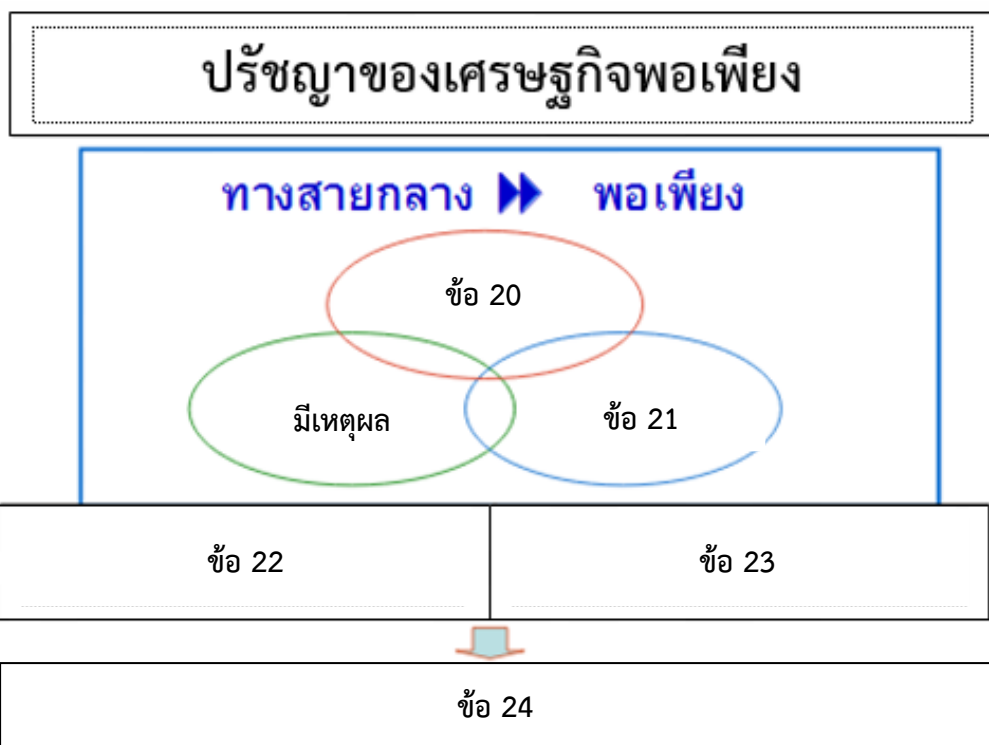 ปรัชญาของเศรษฐกิจพอเพียง
ทางสายกลาง พอเพียง
ข้อ 20
มีเหตุผล
ข้อ 21
ข้อ 22
ข้อ 23
ข้อ 24